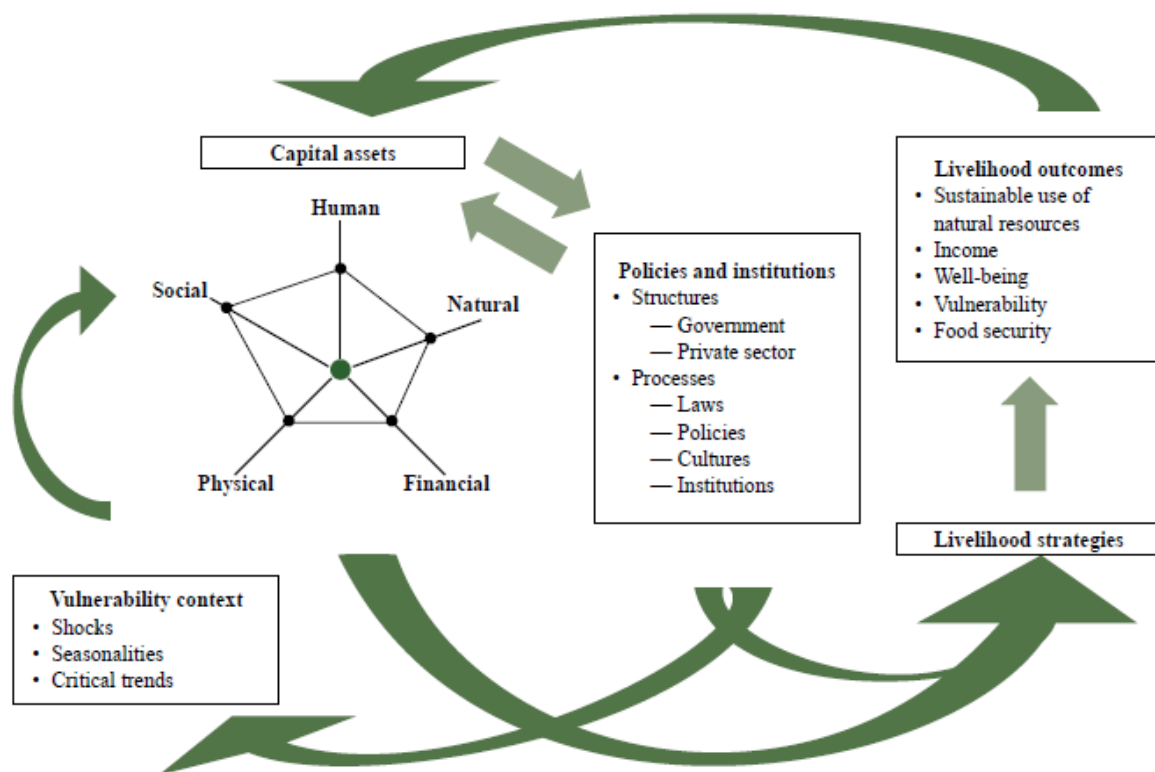 Capital assets
Human
Social
Natural
Physical
Financial
Policies and institutions
• Structures
— Government
— Private sector
• Processes
— Laws
— Policies
— Cultures
— Institutions
Livelihood outcomes
• Sustainable use of
natural resources
• Income
• Well-being
• Vulnerability
• Food security
Livelihood strategies
Vulnerability context
• Shocks
• Seasonalities
• Critical trends